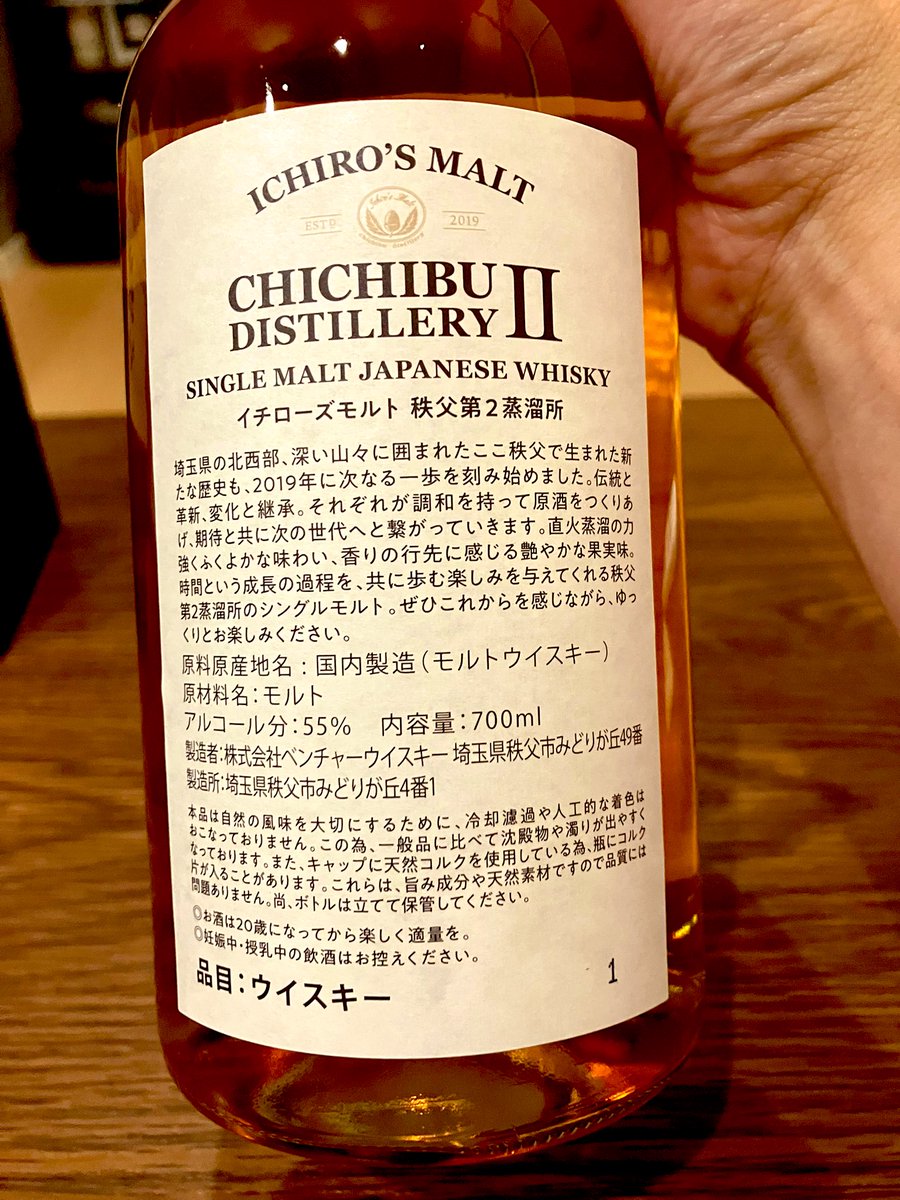 ICHIRO'S MALT
ESTD 2019
Ichiro's Malt
Chichibu Distillery
CHICHIBU
DISTILLERY II
SINGLE MALT JAPANESE WHISKY
イチローズモルト 秩父第2蒸溜所
埼玉県の北西部、深い山々に囲まれたここ秩父で生まれた新
たな歴史も、2019年に次なる一歩を刻み始めました。伝統と
革新、変化と継承。それぞれが調和を持って原酒をつくりあ
げ、期待と共に次の世代へと繋がっていきます。直火蒸溜の力
強くふくよかな味わい、香りの行先に感じる艶やかな果実味。
時間という成長の過程を、共に歩む楽しみを与えてくれる秩父
第2蒸溜所のシングルモルト。ぜひこれからを感じながら、ゆっ
くりとお楽しみください。
原料原産地名：国内製造（モルトウイスキー）
原材料名：モルト
アルコール分：55% 内容量：700ml
製造者：株式会社ベンチャーウイスキー 埼玉県秩父市みどりが丘49番
製造所：埼玉県秩父市みどりが丘4番1
本品は自然の風味を大切にするために、冷却濾過や人工的な着色は
おこなっておりません。この為、一般品に比べて沈殿物や濁りが出やすく
なっております。また、キャップに天然コルクを使用している為、瓶にコルク
片が入ることがあります。これらは、旨み成分や天然素材ですので品質には
問題ありません。尚、ボトルは立てて保管してください。
◎お酒は20歳になってから楽しく適量を。
◎妊娠中・授乳中の飲酒はお控えください。
品目：ウイスキー 1